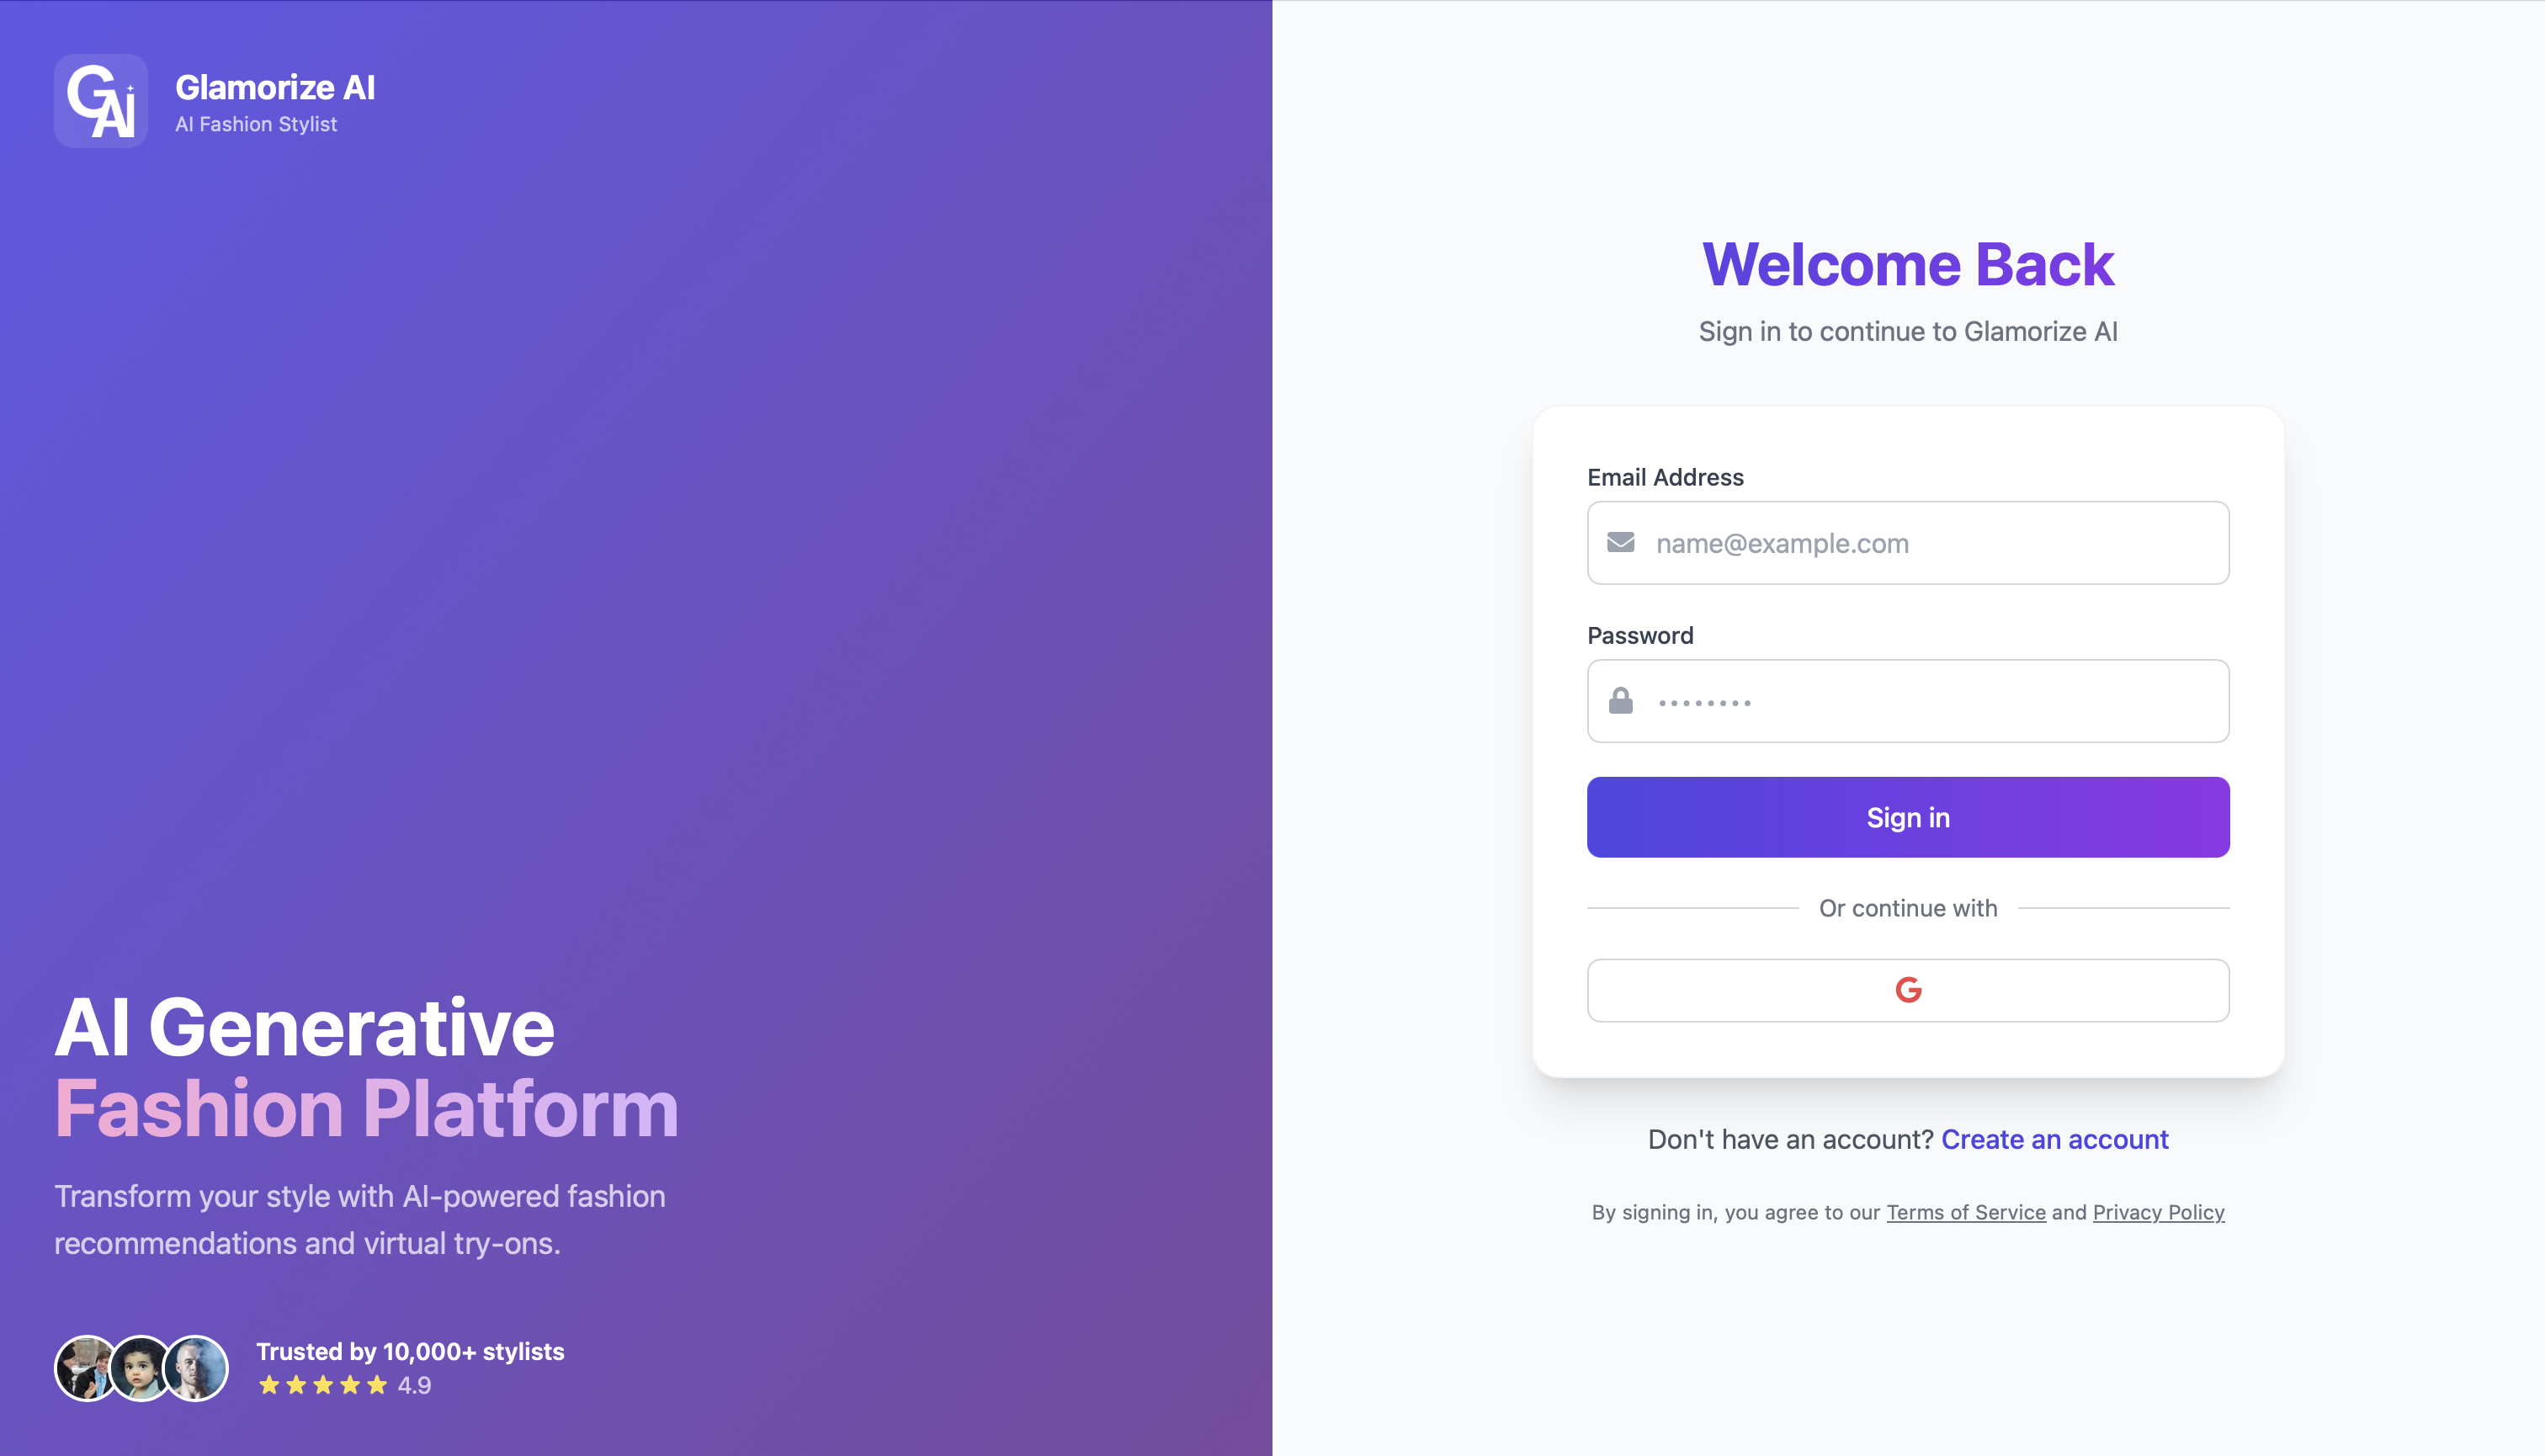 GAI
Glamorize AI
AI Fashion Stylist
AI Generative
Fashion Platform
Transform your style with AI-powered fashion
recommendations and virtual try-ons.
Trusted by 10,000+ stylists
4.9
Welcome Back
Sign in to continue to Glamorize AI
Email Address
name@example.com
Password
Sign in
Or continue with
G
Don't have an account? Create an account
By signing in, you agree to our Terms of Service and Privacy Policy